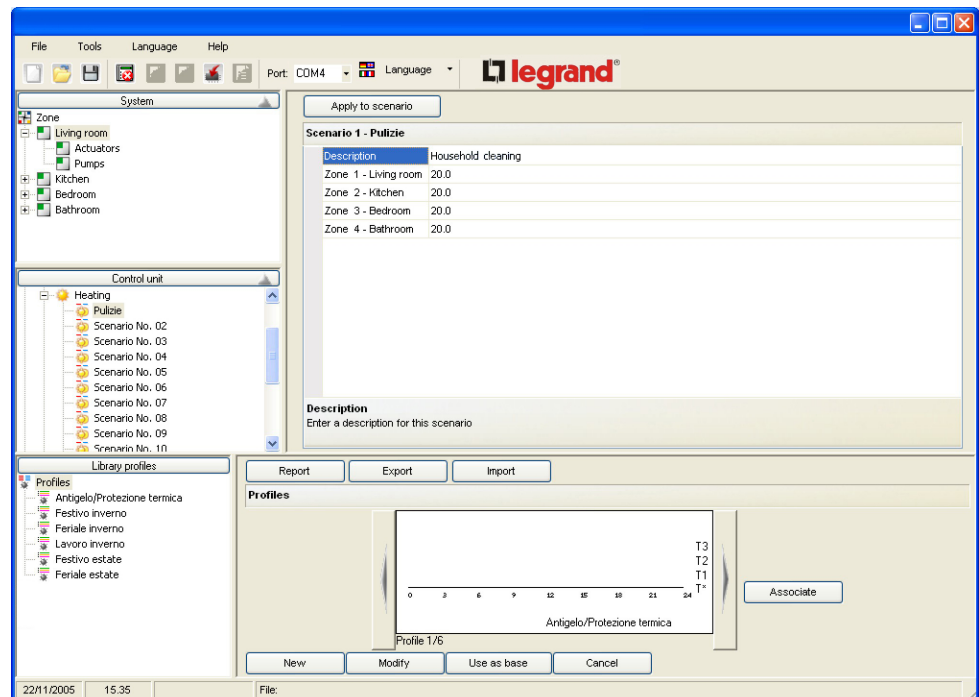 File Tools Language Help
Port: COM4 Language legrand®
System
Zone
Living room
Actuators
Pumps
Kitchen
Bedroom
Bathroom
Apply to scenario
Scenario 1 - Pulizie
Description Household cleaning
Zone 1 - Living room 20.0
Zone 2 - Kitchen 20.0
Zone 3 - Bedroom 20.0
Zone 4 - Bathroom 20.0
Description
Enter a description for this scenario
Control unit
Heating
Pulizie
Scenario No. 02
Scenario No. 03
Scenario No. 04
Scenario No. 05
Scenario No. 06
Scenario No. 07
Scenario No. 08
Scenario No. 09
Scenario No. 10
Library profiles
Profiles
Antigelo/Protezione termica
Festivo inverno
Feriale inverno
Lavoro inverno
Festivo estate
Feriale estate
Report Export Import
Profiles
T3
T2
T1
T*
0 3 6 9 12 15 18 21 24
Antigelo/Protezione termica
Profile 1/6
Associate
New Modify Use as base Cancel
22/11/2005 15.35 File: